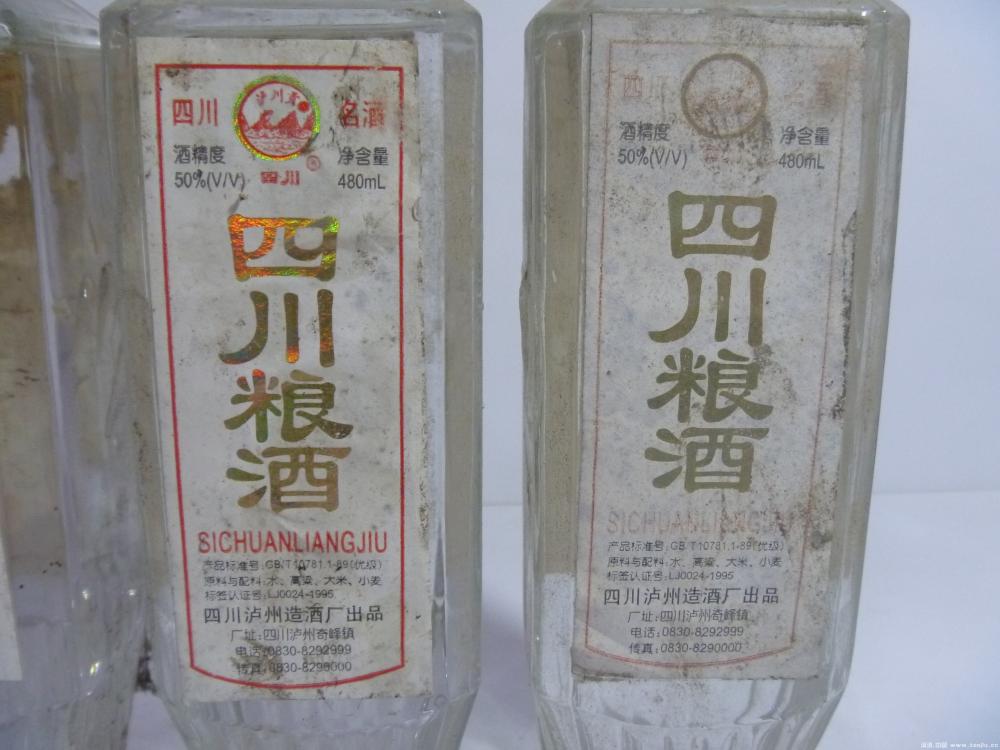 四川 名酒
酒精度 净含量
50%(V/V) 480mL
四川
®
四川粮酒
SICHUANLIANGJIU
产品标准号:GB/T10781.1-89(优级)
原料与配料:水、高粱、大米、小麦
标签认证号:LJ0024-1995
四川泸州造酒厂出品
厂址:四川泸州奇峰镇
电话:0830-8292999
传真:0830-8290000
四川
酒精度 净含量
50%(V/V) 480mL
四川粮酒
SICHUANLIANGJIU
产品标准号:GB/T10781.1-89(优级)
原料与配料:水、高粱、大米、小麦
标签认证号:LJ0024-1995
四川泸州造酒厂出品
厂址:四川泸州奇峰镇
电话:0830-8292999
传真:0830-8290000